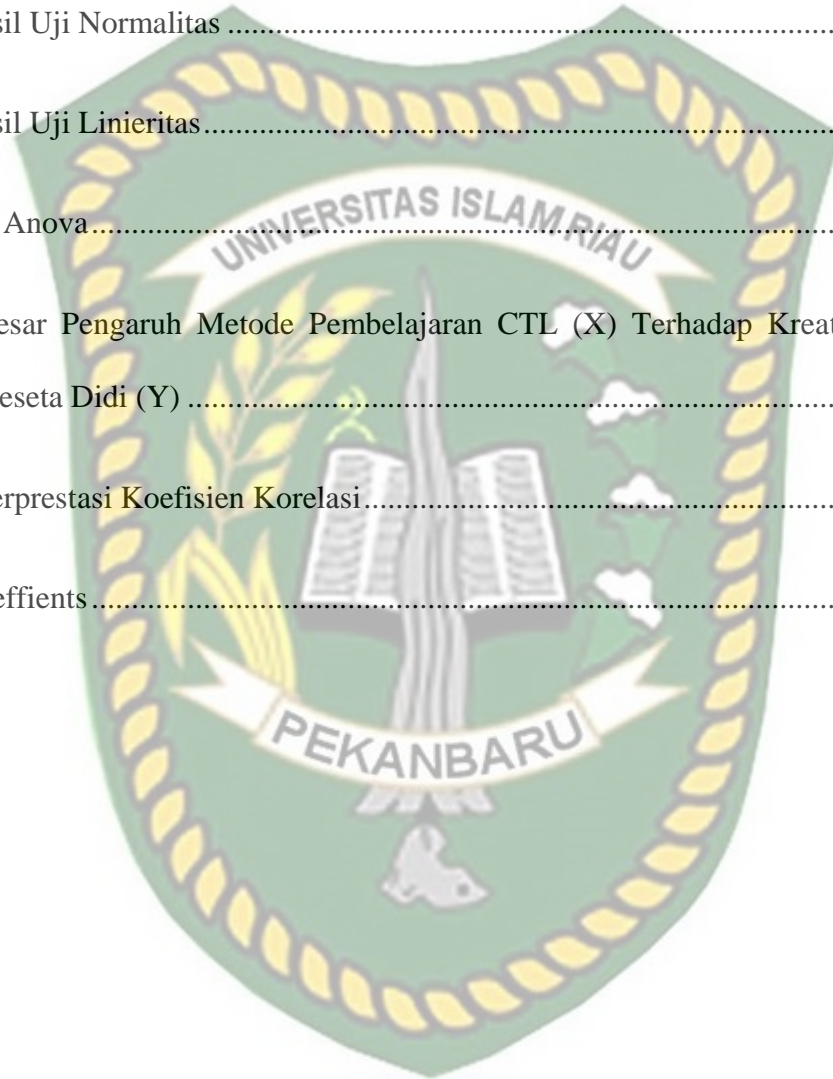 sil Uji Normalitas ..........................................................................
sil Uji Linieritas ..........................................................................
Anova ..........................................................................
UNIVERSITAS ISLAM RIAU
esar Pengaruh Metode Pembelajaran CTL (X) Terhadap Kreat
eseta Didi (Y) ..........................................................................
erprestasi Koefisien Korelasi ..........................................................................
effients ..........................................................................
PEKANBARU